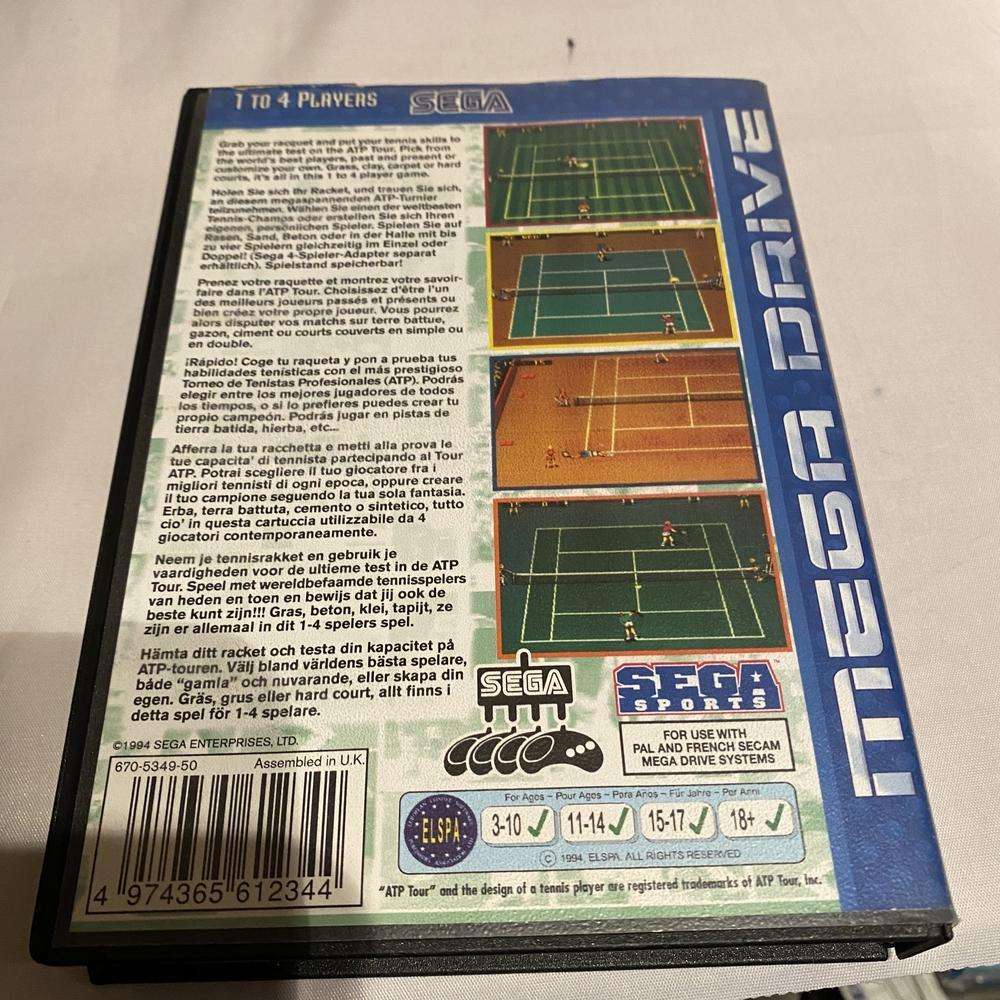 1 TO 4 PLAYERS
SEGA
Grab your racquet and put your tennis skills to
the ultimate test on the ATP Tour. Pick from
the world's best players, past and present or
customize your own. Grass, clay, carpet or hard
courts, it's all in this 1 to 4 player game.
Holen Sie sich Ihr Racket, und trauen Sie sich,
an diesem megaspannenden ATP-Turnier
teilzunehmen. Wählen Sie einen der weltbesten
Tennis-Champs oder erstellen Sie sich Ihren
eigenen, persönlichen Spieler. Spielen Sie auf
Rasen, Sand, Beton oder in der Halle mit bis
zu vier Spielern gleichzeitig im Einzel oder
Doppel! (Sega 4-Spieler-Adapter separat
erhältlich). Spielstand speicherbar!
Prenez votre raquette et montrez votre savoir-
faire dans l'ATP Tour. Choisissez d'être l'un
des meilleurs joueurs passés et présents ou
bien créez votre propre joueur. Vous pourrez
alors disputer vos matchs sur terre battue,
gazon, ciment ou courts couverts en simple ou
en double.
¡Rápido! Coge tu raqueta y pon a prueba tus
habilidades tenísticas con el más prestigioso
Torneo de Tenistas Profesionales (ATP). Podrás
elegir entre los mejores jugadores de todos
los tiempos, o si lo prefieres puedes crear tu
propio campeón. Podrás jugar en pistas de
tierra batida, hierba, etc...
Afferra la tua racchetta e metti alla prova le
tue capacita' di tennista partecipando al Tour
ATP. Potrai scegliere il tuo giocatore fra i
migliori tennisti di ogni epoca, oppure creare
il tuo campione seguendo la tua sola fantasia.
Erba, terra battuta, cemento o sintetico, tutto
cio' in questa cartuccia utilizzabile da 4
giocatori contemporaneamente.
Neem je tennisrakket en gebruik je
vaardigheden voor de ultieme test in de ATP
Tour. Speel met wereldbefaamde tennisspelers
van heden en toen en bewijs dat jij ook de
beste kunt zijn!!! Gras, beton, klei, tapijt, ze
zijn er allemaal in dit 1-4 spelers spel.
Hämta ditt racket och testa din kapacitet på
ATP-touren. Välj bland världens bästa spelare,
både "gamla" och nuvarande, eller skapa din
egen. Gräs, grus eller hard court, allt finns i
detta spel för 1-4 spelare.
©1994 SEGA ENTERPRISES, LTD.
670-5349-50 Assembled in U.K.
4 974365 612344
SEGA
SEGA
SPORTS
FOR USE WITH
PAL AND FRENCH SECAM
MEGA DRIVE SYSTEMS
For Ages – Pour Ages – Para Años – Für Jahre – Per Anni
ELSPA
3-10 11-14 15-17 18+
© 1994, ELSPA. ALL RIGHTS RESERVED
"ATP Tour" and the design of a tennis player are registered trademarks of ATP Tour, Inc.
MEGA DRIVE